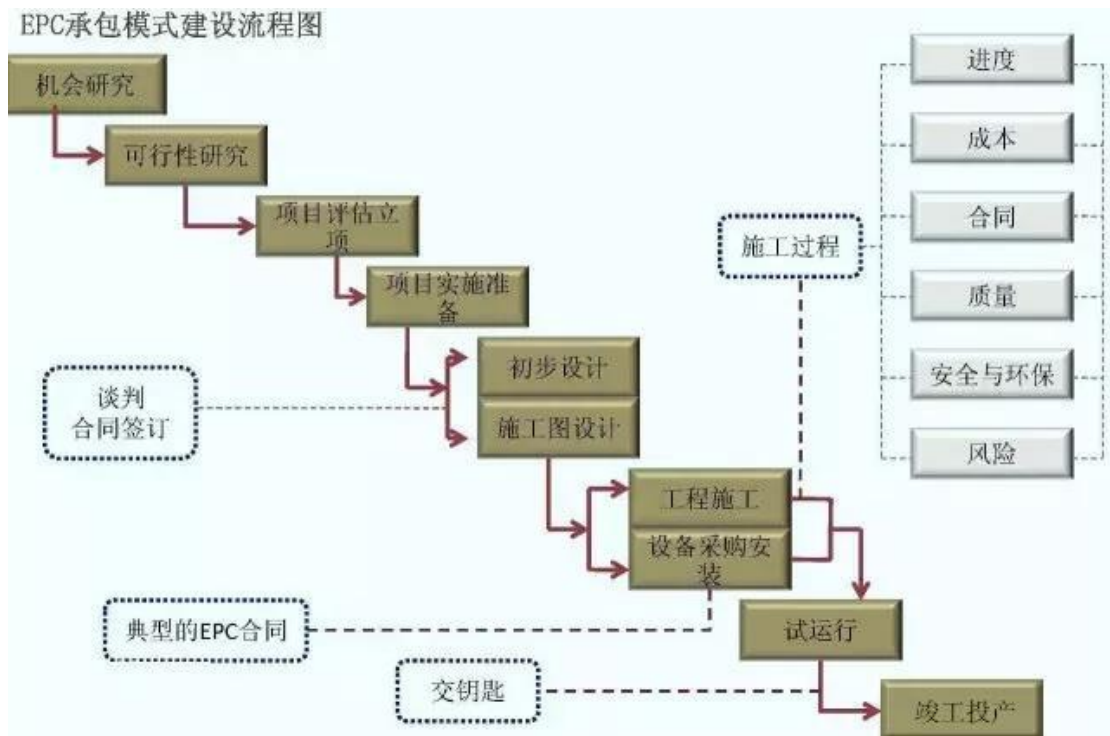 EPC承包模式建设流程图
机会研究
可行性研究
项目评估立
项
项目实施准
备
初步设计
施工图设计
谈判
合同签订
工程施工
设备采购安
装
典型的EPC合同
试运行
交钥匙
竣工投产
施工过程
进度
成本
合同
质量
安全与环保
风险